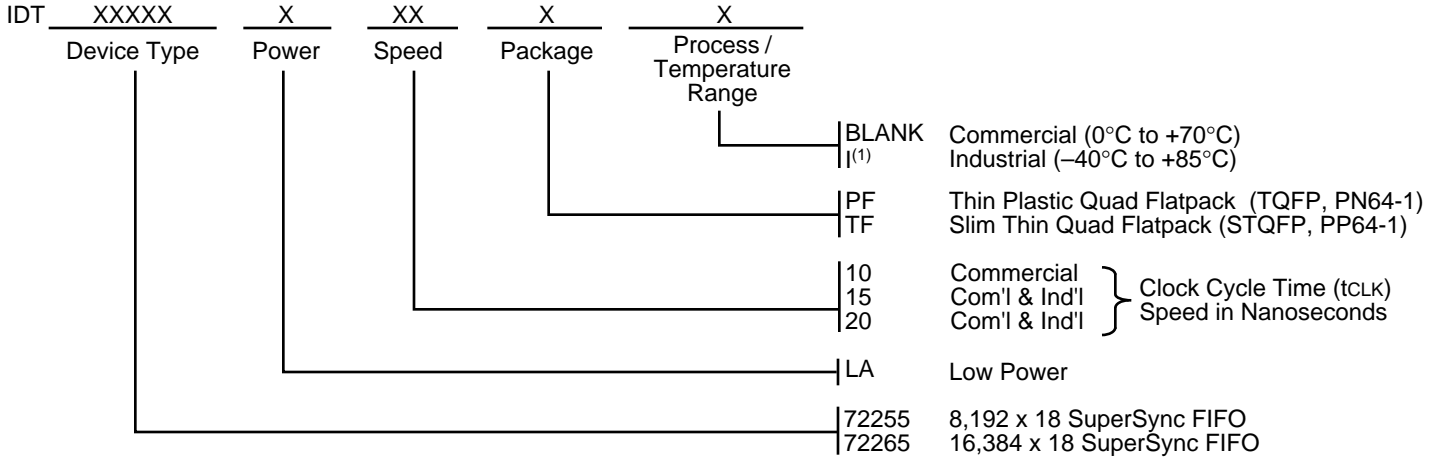 IDT XXXXX X XX X X
Device Type Power Speed Package Process / Temperature Range
BLANK Commercial (0°C to +70°C)
I(1) Industrial (–40°C to +85°C)
PF Thin Plastic Quad Flatpack (TQFP, PN64-1)
TF Slim Thin Quad Flatpack (STQFP, PP64-1)
10 Commercial
15 Com'l & Ind'l
20 Com'l & Ind'l
Clock Cycle Time (tCLK)
Speed in Nanoseconds
LA Low Power
72255 8,192 x 18 SuperSync FIFO
72265 16,384 x 18 SuperSync FIFO